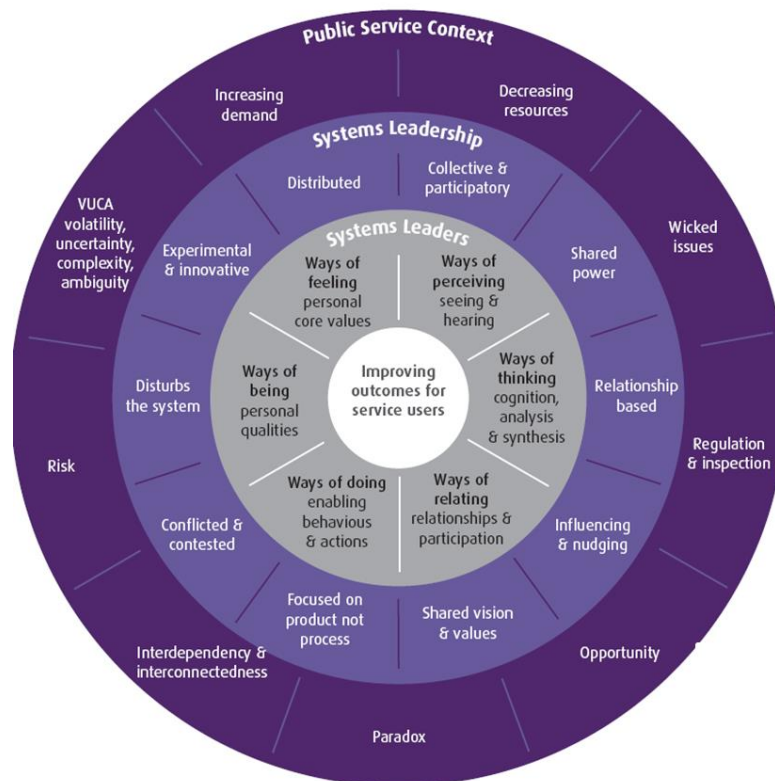 Public Service Context
Increasing
demand
Decreasing
resources
Wicked
issues
Regulation
& inspection
Opportunity
Paradox
Interdependency &
interconnectedness
Risk
VUCA
volatility,
uncertainty,
complexity,
ambiguity
Systems Leadership
Distributed
Collective &
participatory
Shared
power
Relationship
based
Influencing
& nudging
Shared vision
& values
Focused on
product not
process
Conflicted &
contested
Disturbs
the system
Experimental
& innovative
Systems Leaders
Ways of
feeling
personal
core values
Ways of
perceiving
seeing &
hearing
Ways of
thinking
cognition,
analysis
& synthesis
Ways of
relating
relationships &
participation
Ways of doing
enabling
behavious
& actions
Ways of
being
personal
qualities
Improving
outcomes for
service users